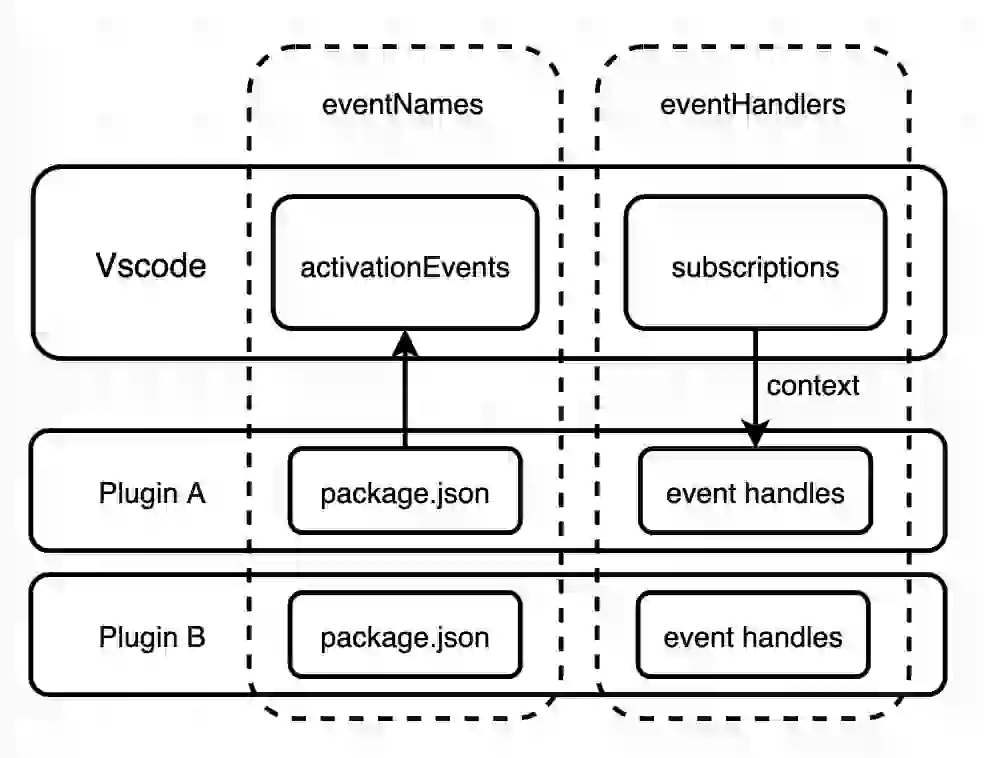 eventNames
eventHandlers
Vscode
activationEvents
subscriptions
context
Plugin A
package.json
event handles
Plugin B
package.json
event handles